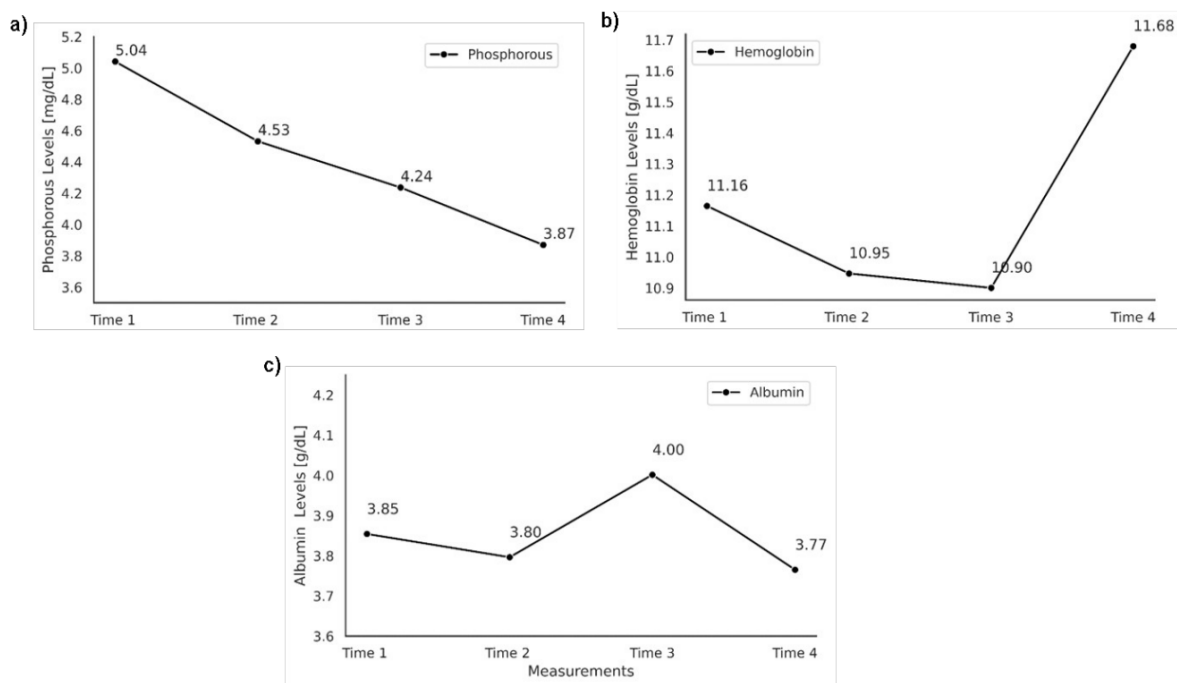 a)
Phosphorous Levels [mg/dL]
5.2
5.0
4.8
4.6
4.4
4.2
4.0
3.8
3.6
Phosphorous
5.04
4.53
4.24
3.87
Time 1 Time 2 Time 3 Time 4
b)
Hemoglobin Levels [g/dL]
11.7
11.6
11.5
11.4
11.3
11.2
11.1
11.0
10.9
Hemoglobin
11.16
10.95
10.90
11.68
Time 1 Time 2 Time 3 Time 4
c)
Albumin Levels [g/dL]
4.2
4.1
4.0
3.9
3.8
3.7
3.6
Albumin
3.85
3.80
4.00
3.77
Time 1 Time 2 Time 3 Time 4
Measurements